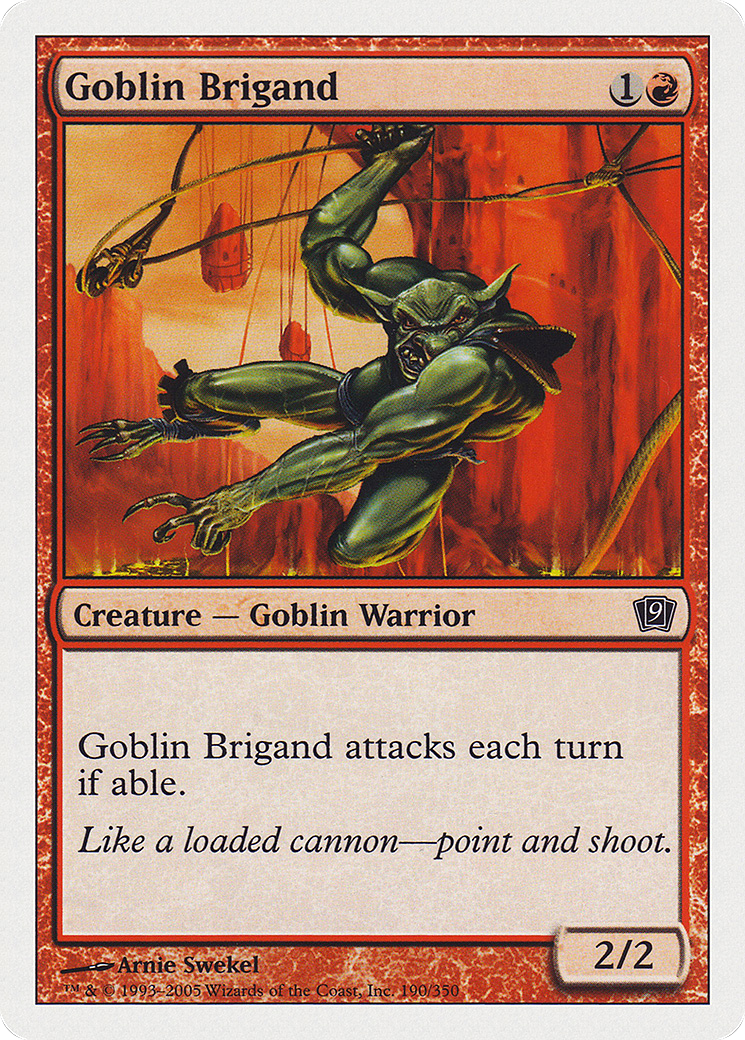 Goblin Brigand 1
Creature — Goblin Warrior 9
Goblin Brigand attacks each turn
if able.
Like a loaded cannon—point and shoot.
2/2
Arnie Swekel
™ & © 1993–2005 Wizards of the Coast, Inc. 190/350